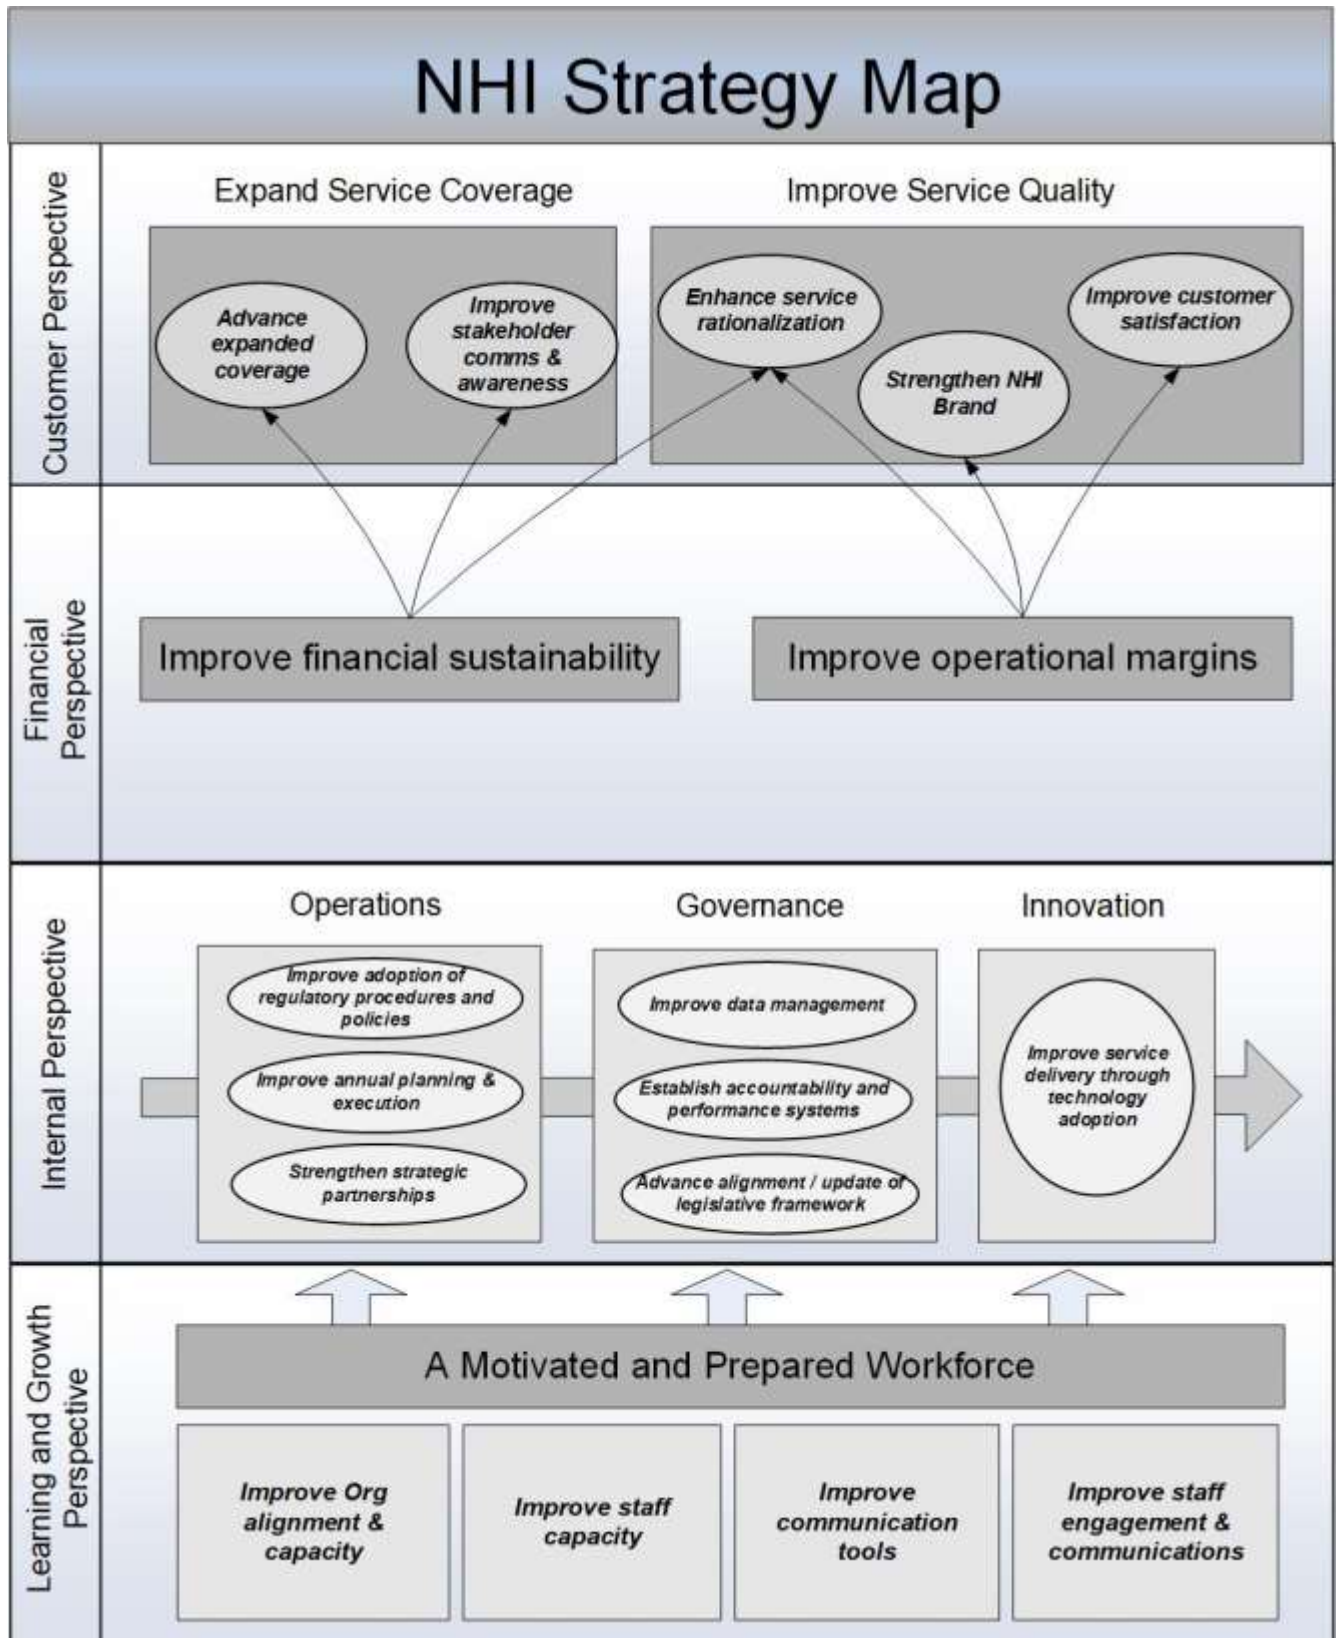 NHI Strategy Map
Customer Perspective
Expand Service Coverage
Improve Service Quality
Advance
expanded
coverage
Improve
stakeholder
comms &
awareness
Enhance service
rationalization
Strengthen NHI
Brand
Improve customer
satisfaction
Financial
Perspective
Improve financial sustainability
Improve operational margins
Internal Perspective
Operations
Governance
Innovation
Improve adoption of
regulatory procedures and
policies
Improve annual planning &
execution
Strengthen strategic
partnerships
Improve data management
Establish accountability and
performance systems
Advance alignment / update of
legislative framework
Improve service
delivery through
technology
adoption
Learning and Growth
Perspective
A Motivated and Prepared Workforce
Improve Org
alignment &
capacity
Improve staff
capacity
Improve
communication
tools
Improve staff
engagement &
communications